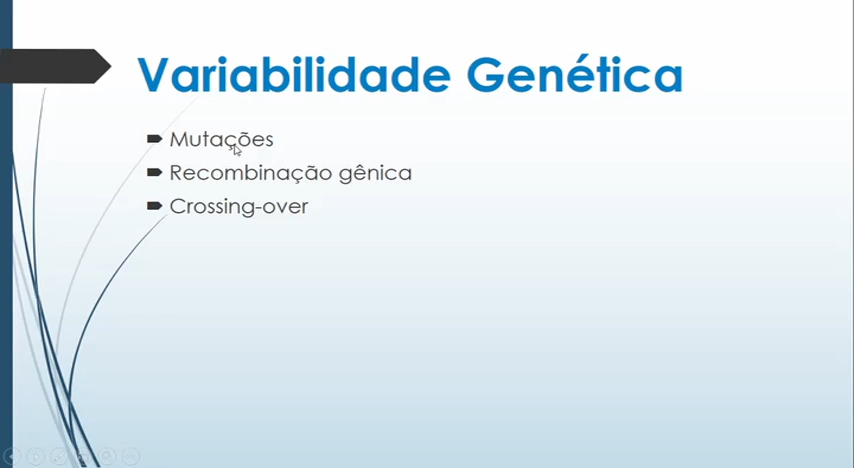 Variabilidade Genética
Mutações
Recombinação gênica
Crossing-over